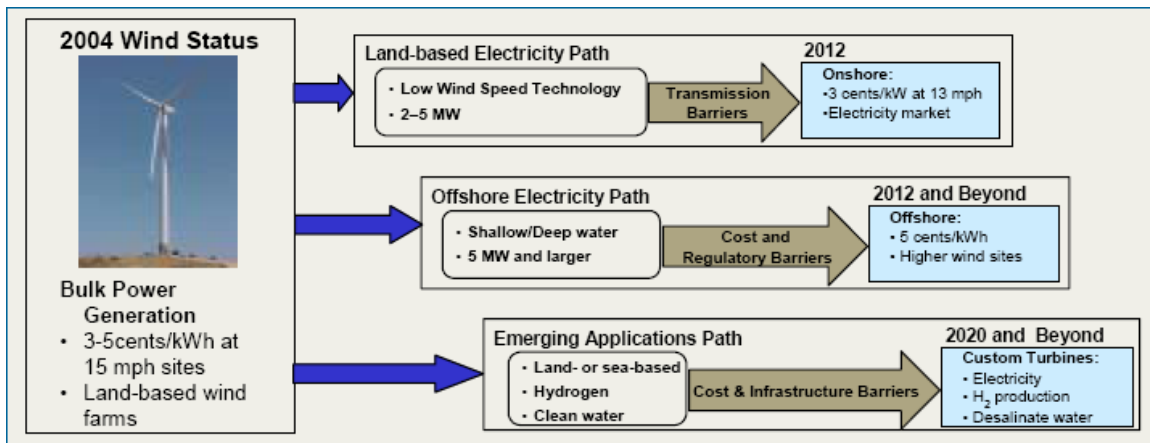 2004 Wind Status
Bulk Power
Generation
• 3-5cents/kWh at
15 mph sites
• Land-based wind
farms
Land-based Electricity Path
• Low Wind Speed Technology
• 2–5 MW
Transmission
Barriers
2012
Onshore:
•3 cents/kW at 13 mph
•Electricity market
Offshore Electricity Path
• Shallow/Deep water
• 5 MW and larger
Cost and
Regulatory Barriers
2012 and Beyond
Offshore:
• 5 cents/kWh
• Higher wind sites
Emerging Applications Path
• Land- or sea-based
• Hydrogen
• Clean water
Cost & Infrastructure Barriers
2020 and Beyond
Custom Turbines:
• Electricity
• H₂ production
• Desalinate water